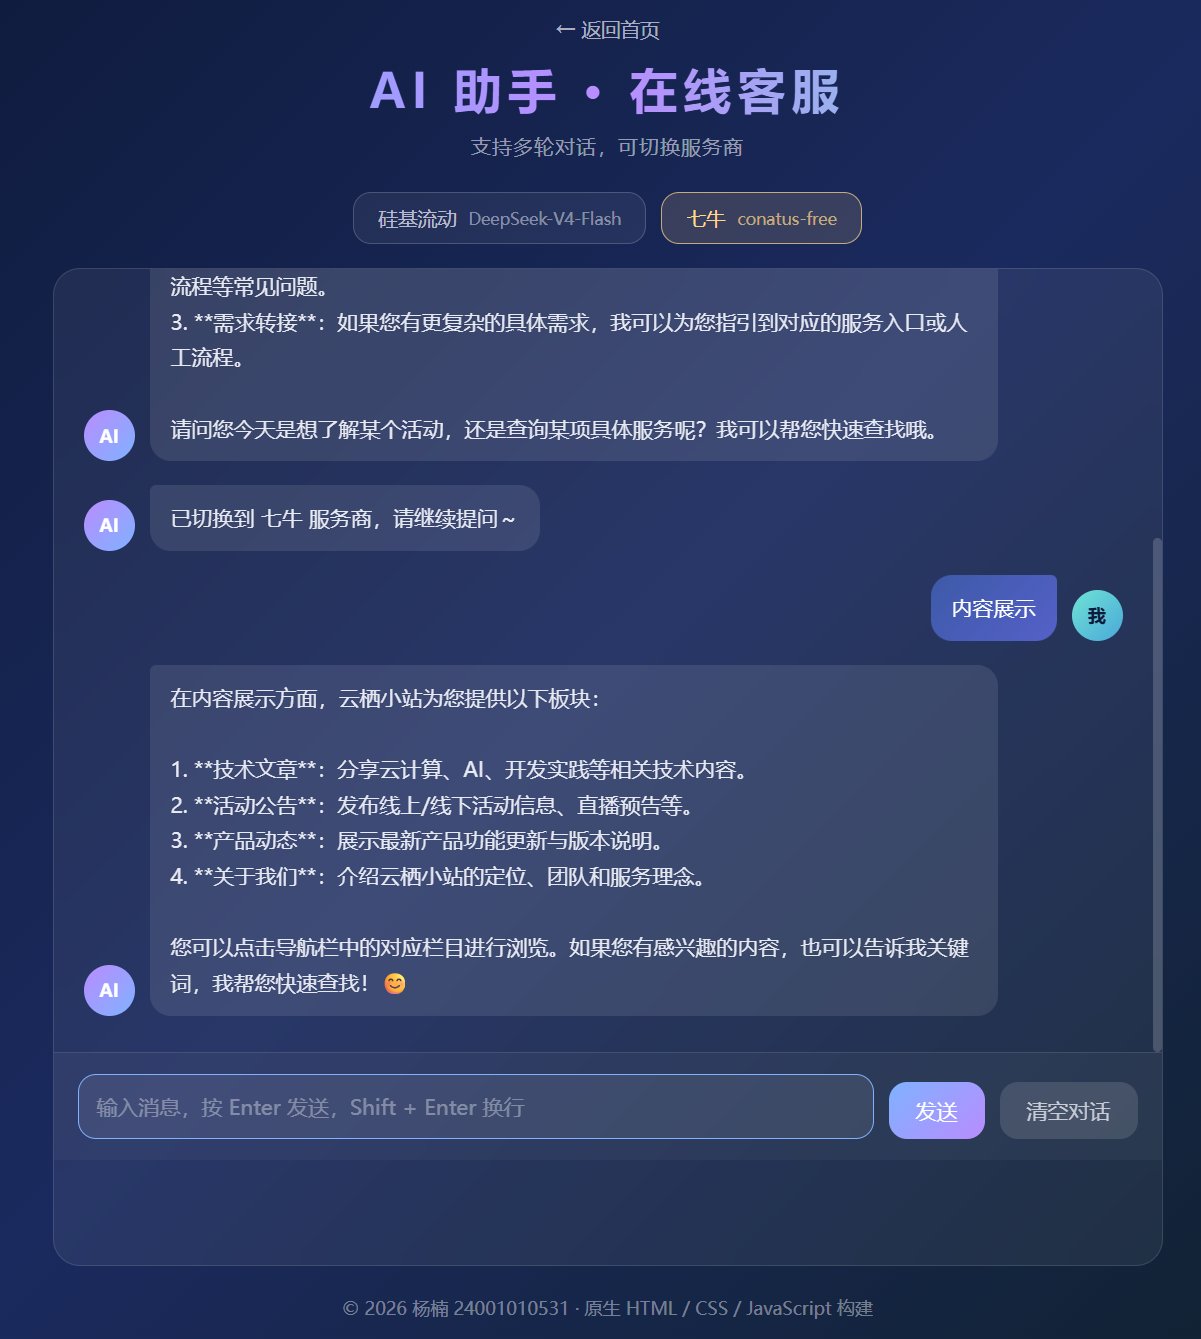 ← 返回首页
AI 助手 · 在线客服
支持多轮对话，可切换服务商
硅基流动 DeepSeek-V4-Flash
七牛 conatus-free
流程等常见问题。
3. **需求转接**：如果您有更复杂的具体需求，我可以为您指引到对应的服务入口或人
工流程。
请问您今天是想了解某个活动，还是查询某项具体服务呢？我可以帮您快速查找哦。
AI
已切换到 七牛 服务商，请继续提问～
AI
内容展示
我
在内容展示方面，云栖小站为您提供以下板块：
1. **技术文章**：分享云计算、AI、开发实践等相关技术内容。
2. **活动公告**：发布线上/线下活动信息、直播预告等。
3. **产品动态**：展示最新产品功能更新与版本说明。
4. **关于我们**：介绍云栖小站的定位、团队和服务理念。
您可以点击导航栏中的对应栏目进行浏览。如果您有感兴趣的内容，也可以告诉我关键
词，我帮您快速查找！😊
AI
输入消息，按 Enter 发送，Shift + Enter 换行
发送
清空对话
© 2026 杨楠 24001010531 · 原生 HTML / CSS / JavaScript 构建